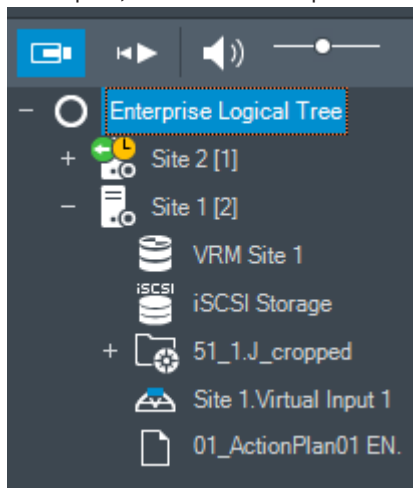 Enterprise Logical Tree
Site 2 [1]
Site 1 [2]
VRM Site 1
iSCSI
iSCSI Storage
51_1.J_cropped
Site 1.Virtual Input 1
01_ActionPlan01 EN.